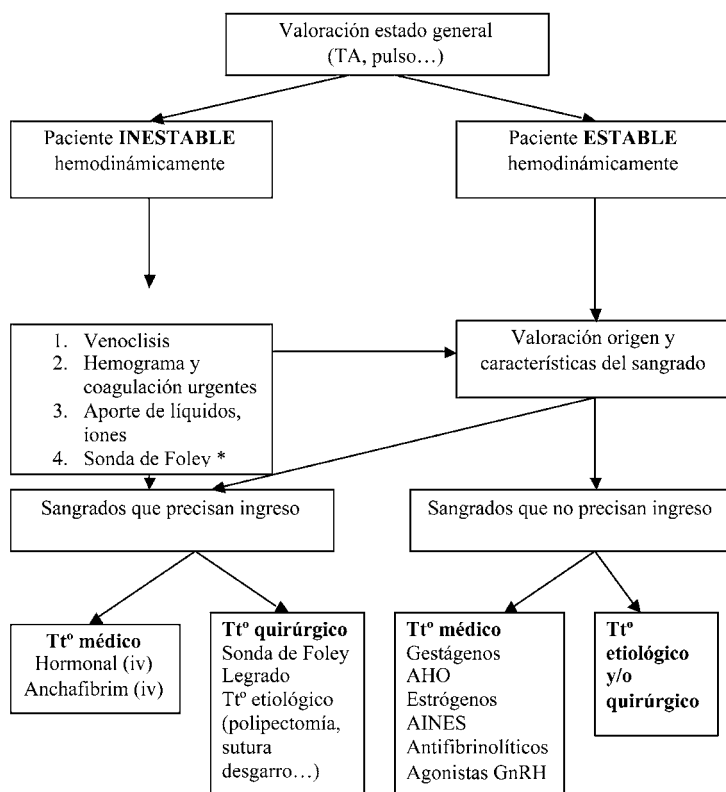 Valoración estado general
(TA, pulso…)
Paciente INESTABLE
hemodinámicamente
Paciente ESTABLE
hemodinámicamente
1. Venoclisis
2. Hemograma y
coagulación urgentes
3. Aporte de líquidos,
iones
4. Sonda de Foley *
Valoración origen y
características del sangrado
Sangrados que precisan ingreso
Sangrados que no precisan ingreso
Ttº médico
Hormonal (iv)
Anchafibrim (iv)
Ttº quirúrgico
Sonda de Foley
Legrado
Ttº etiológico
(polipectomía,
sutura
desgarro…)
Ttº médico
Gestágenos
AHO
Estrógenos
AINES
Antifibrinolíticos
Agonistas GnRH
Ttº
etiológico
y/o
quirúrgico